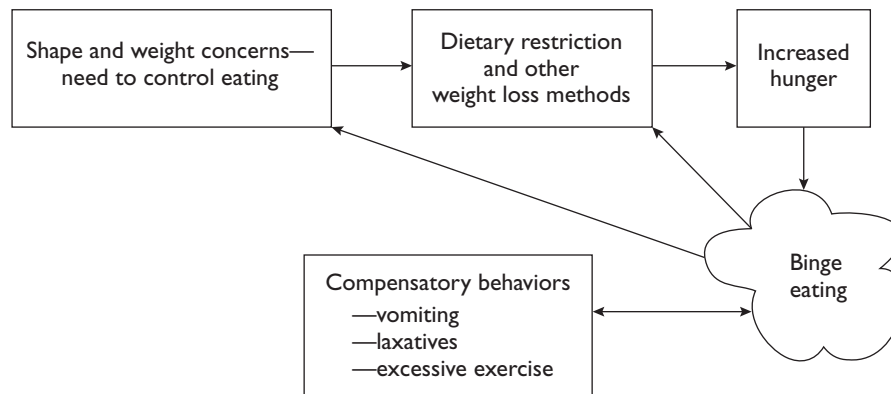 Shape and weight concerns—
need to control eating
Dietary restriction
and other
weight loss methods
Increased
hunger
Binge
eating
Compensatory behaviors
—vomiting
—laxatives
—excessive exercise